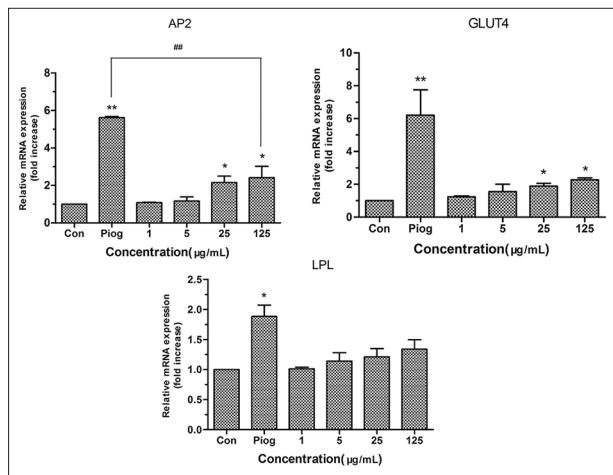 AP2
Relative mRNA expression
(fold increase)
8
6
4
2
0
**
##
*
*
Con Piog 1 5 25 125
Concentration(µg/mL)
GLUT4
Relative mRNA expression
(fold increase)
10
8
6
4
2
0
**
*
*
Con Piog 1 5 25 125
Concentration(µg/mL)
LPL
Relative mRNA expression
(fold increase)
2.5
2.0
1.5
1.0
0.5
0.0
*
Con Piog 1 5 25 125
Concentration(µg/mL)